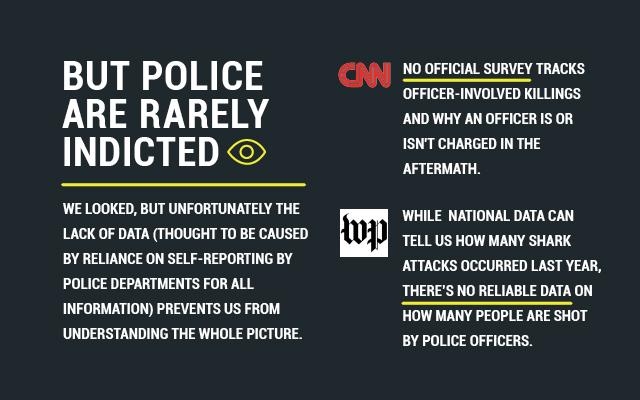 BUT POLICE
ARE RARELY
INDICTED
WE LOOKED, BUT UNFORTUNATELY THE
LACK OF DATA (THOUGHT TO BE CAUSED
BY RELIANCE ON SELF-REPORTING BY
POLICE DEPARTMENTS FOR ALL
INFORMATION) PREVENTS US FROM
UNDERSTANDING THE WHOLE PICTURE.
CNN
NO OFFICIAL SURVEY TRACKS
OFFICER-INVOLVED KILLINGS
AND WHY AN OFFICER IS OR
ISN'T CHARGED IN THE
AFTERMATH.
wp
WHILE NATIONAL DATA CAN
TELL US HOW MANY SHARK
ATTACKS OCCURRED LAST YEAR,
THERE'S NO RELIABLE DATA ON
HOW MANY PEOPLE ARE SHOT
BY POLICE OFFICERS.